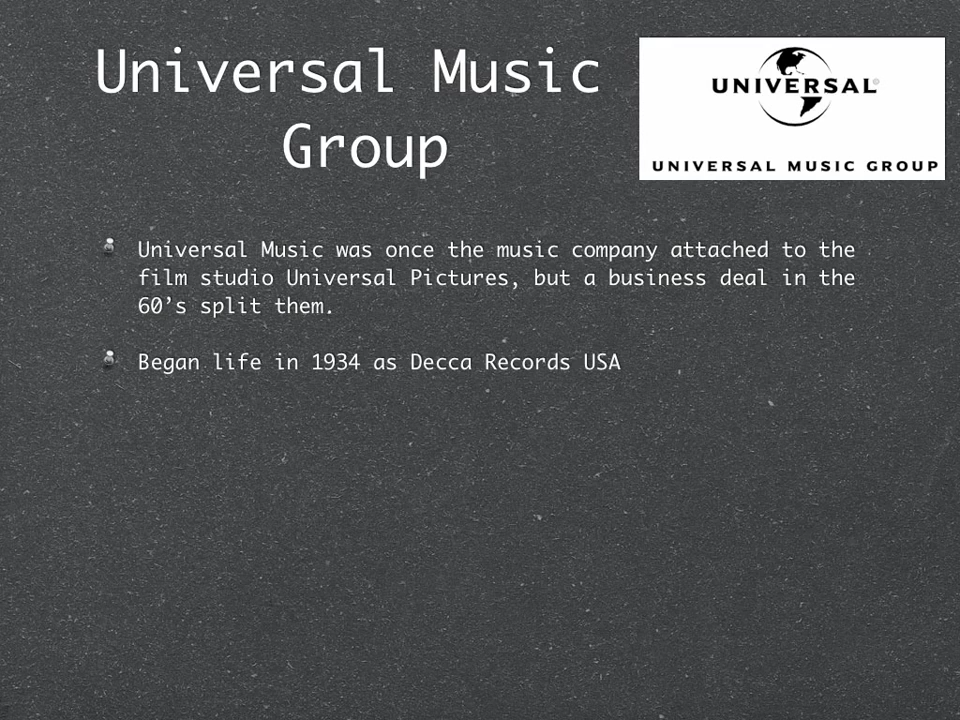 Universal Music
Group
UNIVERSAL®
UNIVERSAL MUSIC GROUP
Universal Music was once the music company attached to the
film studio Universal Pictures, but a business deal in the
60’s split them.
Began life in 1934 as Decca Records USA